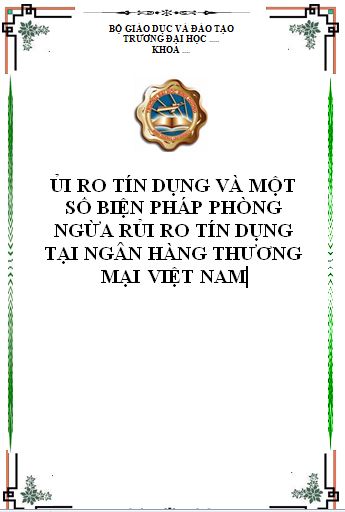 BỘ GIÁO DỤC VÀ ĐÀO TẠO
TRƯỜNG ĐẠI HỌC ....
KHOA ...
ỦI RO TÍN DỤNG VÀ MỘT
SỐ BIỆN PHÁP PHÒNG
NGỪA RỦI RO TÍN DỤNG
TẠI NGÂN HÀNG THƯƠNG
MẠI VIỆT NAM